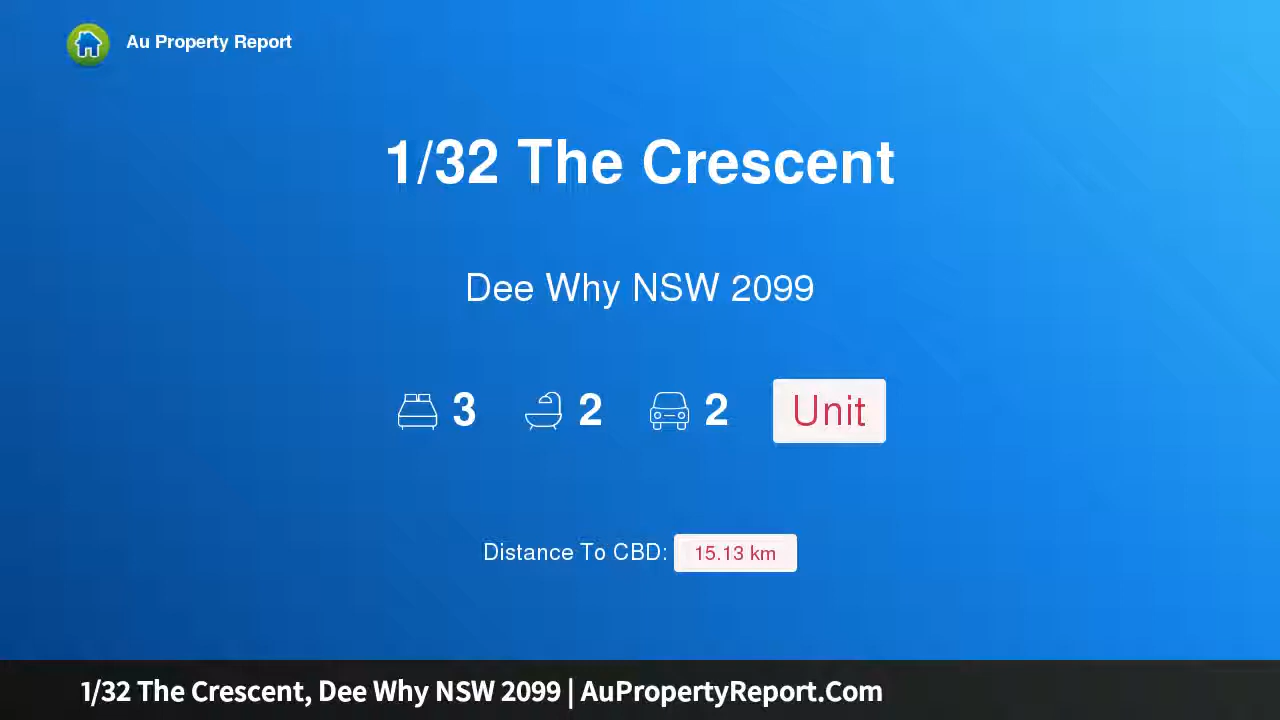 Au Property Report
1/32 The Crescent
Dee Why NSW 2099
3 2 2 Unit
Distance To CBD: 15.13 km
1/32 The Crescent, Dee Why NSW 2099 | AuPropertyReport.Com